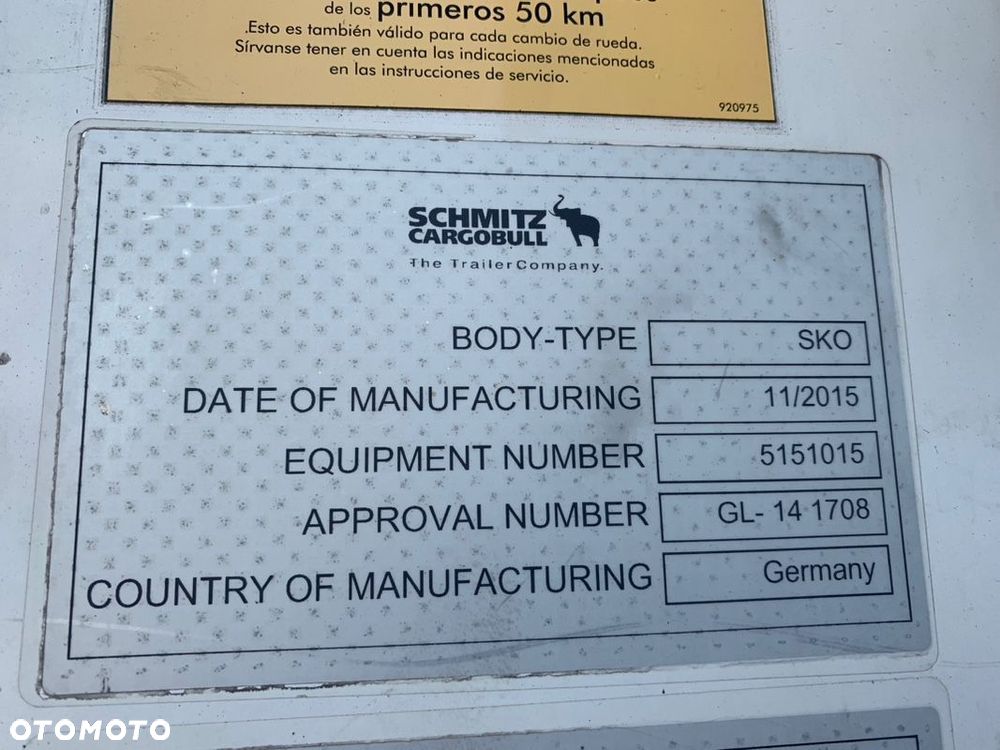 de los primeros 50 km
.Esto es también válido para cada cambio de rueda.
Sírvanse tener en cuenta las indicaciones mencionadas
en las instrucciones de servicio.
920975
SCHMITZ
CARGOBULL
The TrailerCompany.
BODY-TYPE SKO
DATE OF MANUFACTURING 11/2015
EQUIPMENT NUMBER 5151015
APPROVAL NUMBER GL- 14 1708
COUNTRY OF MANUFACTURING Germany
OTOMOTO